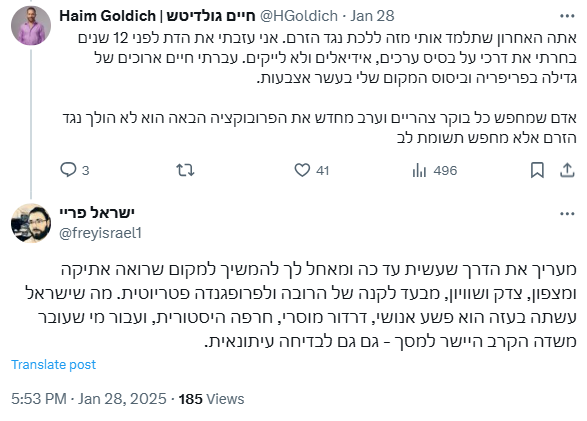 Haim Goldich | חיים גולדיטש @HGoldich · Jan 28
אתה האחרון שתלמד אותי מזה ללכת נגד הזרם. אני עזבתי את הדת לפני 12 שנים
בחרתי את דרכי על בסיס ערכים, אידיאלים ולא לייקים. עברתי חיים ארוכים של
גדילה בפריפריה וביסוס המקום שלי בעשר אצבעות.
אדם שמחפש כל בוקר צהריים וערב מחדש את הפרובוקציה הבאה הוא לא הולך נגד
הזרם אלא מחפש תשומת לב
3 41 496
ישראל פריי
@freyisrael1
מעריך את הדרך שעשית עד כה ומאחל לך להמשיך למקום שרואה אתיקה
ומצפון, צדק ושוויון, מבעד לקנה של הרובה ולפרופגנדה פטריוטית. מה שישראל
עשתה בעזה הוא פשע אנושי, דרדור מוסרי, חרפה היסטורית, ועבור מי שעובר
משדה הקרב היישר למסך - גם גם לבדיחה עיתונאית.
Translate post
5:53 PM · Jan 28, 2025 · 185 Views